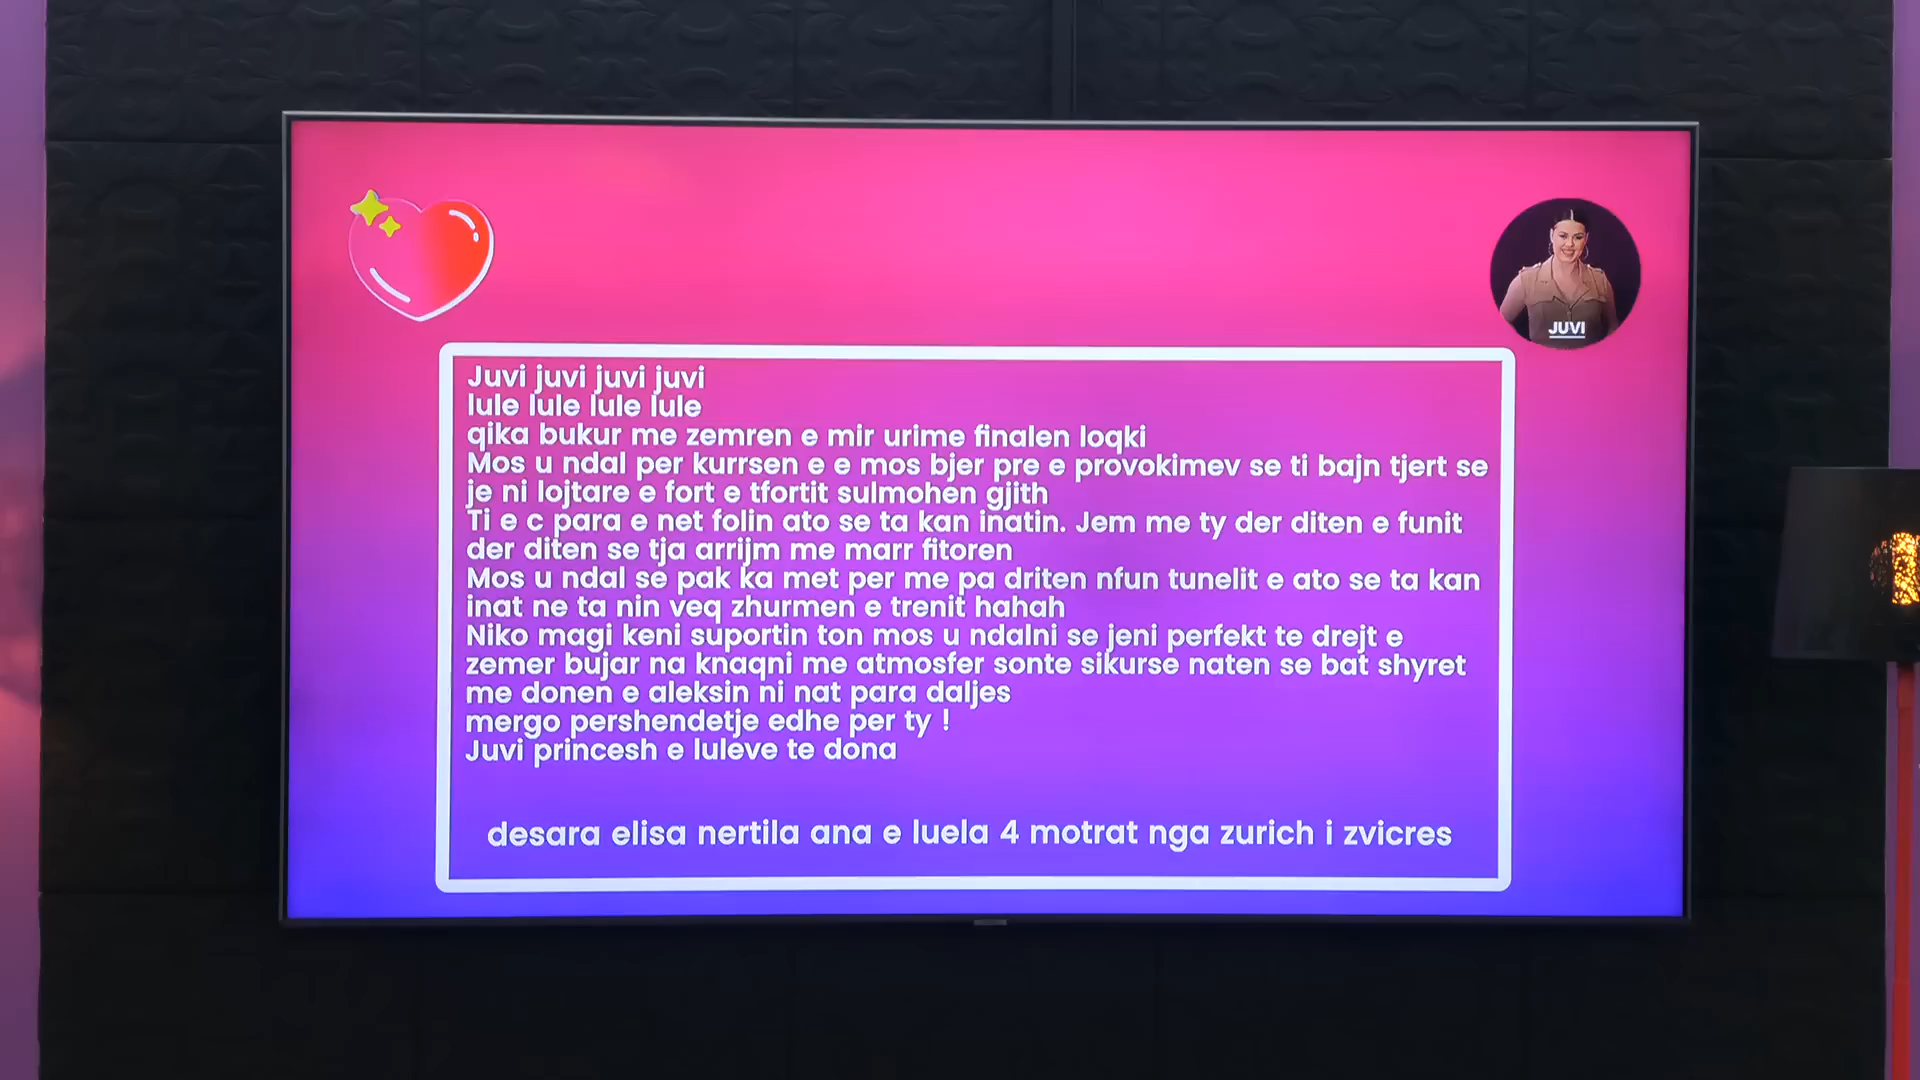 JUVI
Juvi juvi juvi juvi
lule lule lule lule
qika bukur me zemren e mir urime finalen loqki
Mos u ndal per kurrsen e e mos bjer pre e provokimev se ti bajn tjert se
je ni lojtare e fort e tfortit sulmohen gjith
Ti e c para e net folin ato se ta kan inatin. Jem me ty der diten e funit
der diten se tja arrijm me marr fitoren
Mos u ndal se pak ka met per me pa driten nfun tunelit e ato se ta kan
inat ne ta nin veq zhurmen e trenit hahah
Niko magi keni suportin ton mos u ndalni se jeni perfekt te drejt e
zemer bujar na knaqni me atmosfer sonte sikurse naten se bat shyret
me donen e aleksin ni nat para daljes
mergo pershendetje edhe per ty !
Juvi princesh e luleve te dona
desara elisa nertila ana e luela 4 motrat nga zurich i zvicres